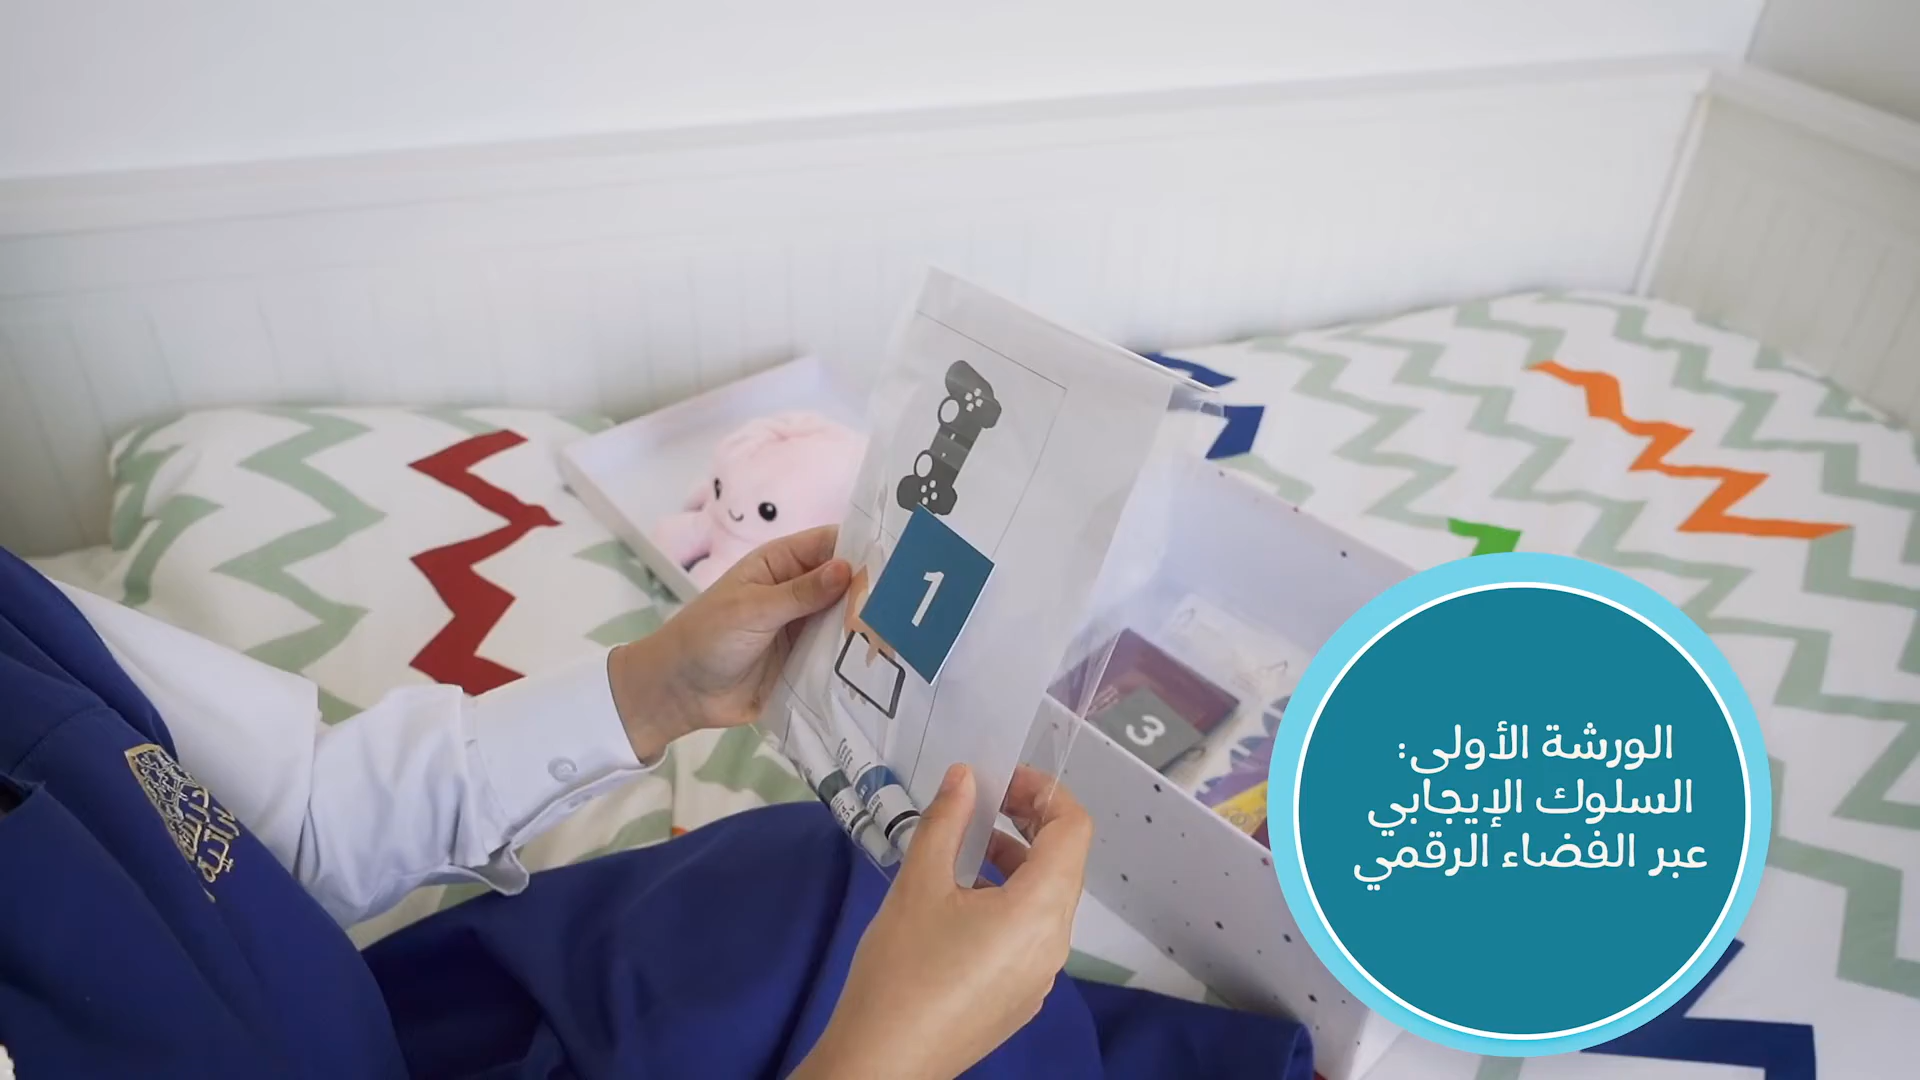 1
3
الورشة الأولى:
السلوك الإيجابي
عبر الفضاء الرقمي